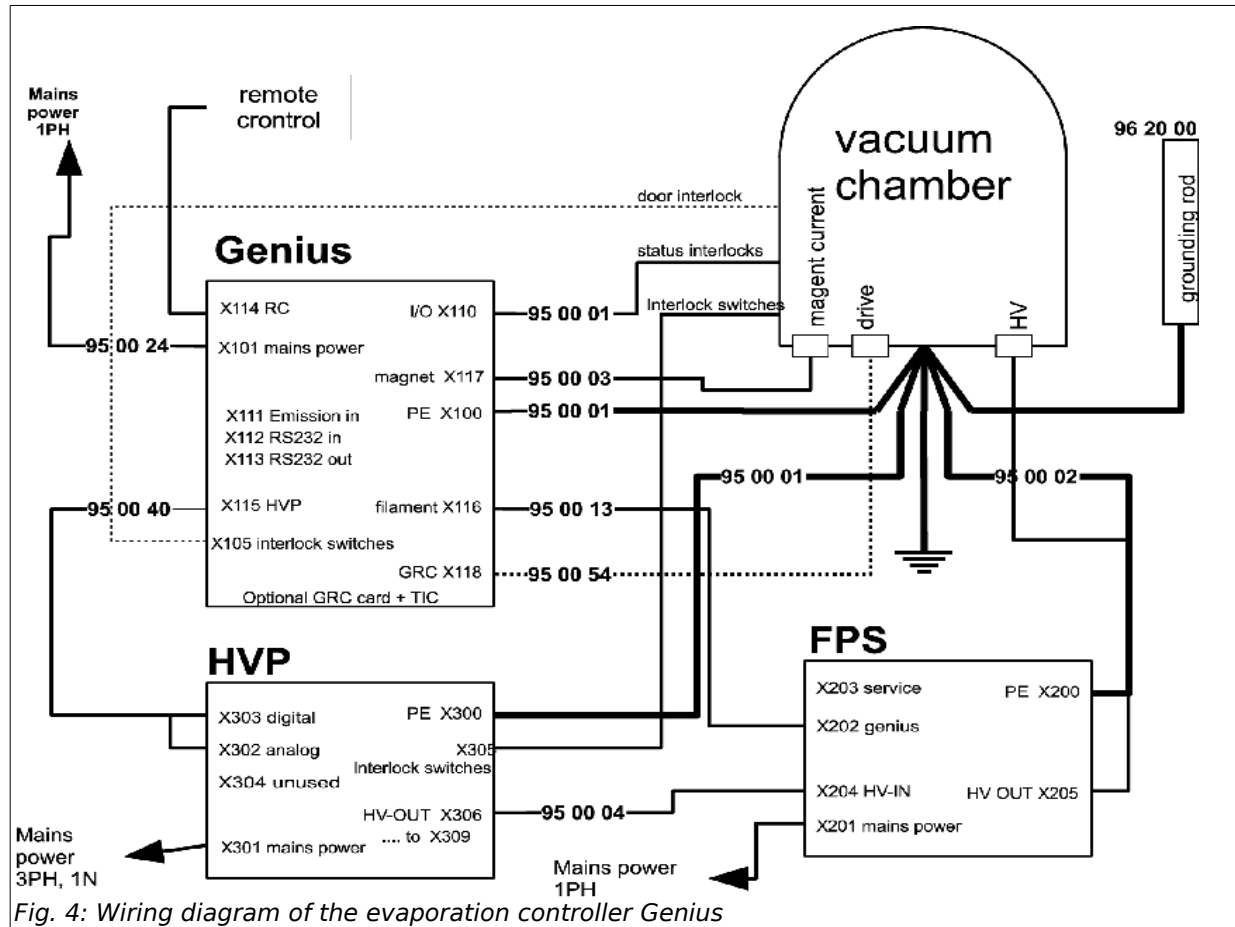 Mains
power
1PH
remote
crontrol
vacuum
chamber
96 20 00
grounding rod
door interlock
status interlocks
Interlock switches
magent current
drive
HV
Genius
X114 RC
I/O X110
95 00 01
95 00 24
X101 mains power
magnet X117
95 00 03
PE X100
95 00 01
X111 Emission in
X112 RS232 in
X113 RS232 out
95 00 01
95 00 02
95 00 40
X115 HVP
filament X116
95 00 13
X105 interlock switches
GRC X118
95 00 54
Optional GRC card + TIC
HVP
FPS
X303 digital
PE X300
X203 service
PE X200
X302 analog
X305
Interlock switches
X202 genius
X304 unused
HV-OUT X306
.... to X309
95 00 04
X204 HV-IN
HV OUT X205
X301 mains power
X201 mains power
Mains
power
3PH, 1N
Mains power
1PH
Fig. 4: Wiring diagram of the evaporation controller Genius